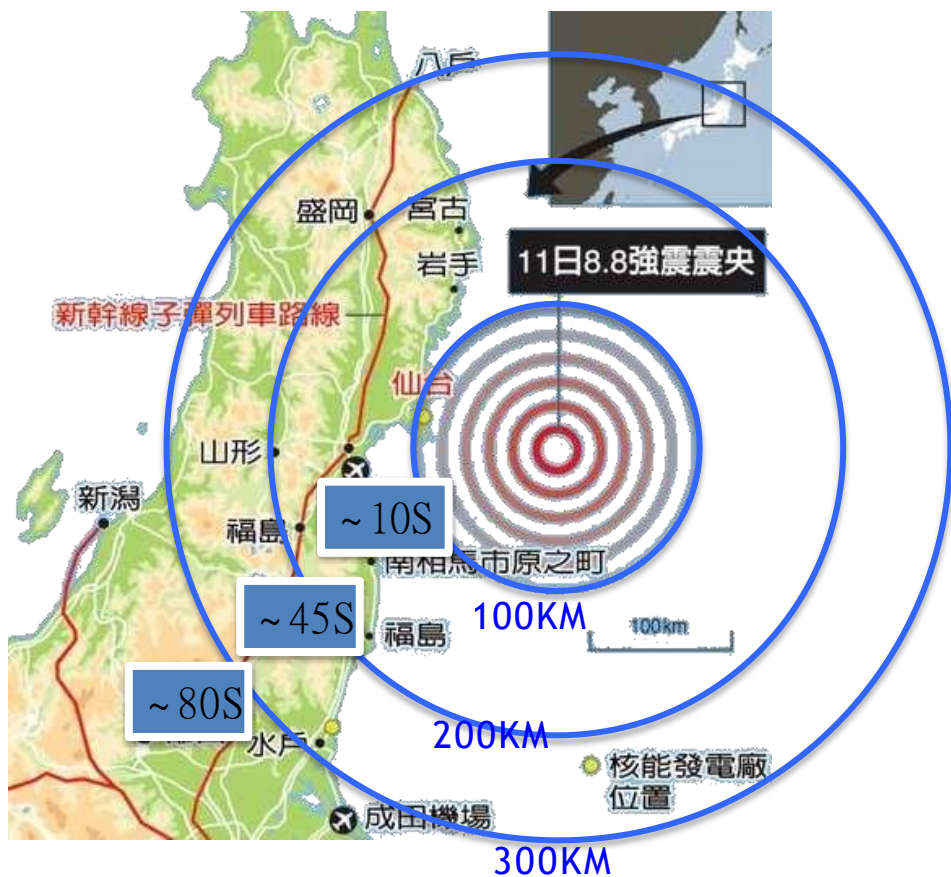 八戶
盛岡
宮古
岩手
11日8.8強震震央
新幹線子彈列車路線
仙台
山形
新潟
福島
~10S
南相馬市原之町
~45S
100KM
100km
福島
~80S
水戶
200KM
核能發電廠
位置
成田機場
300KM